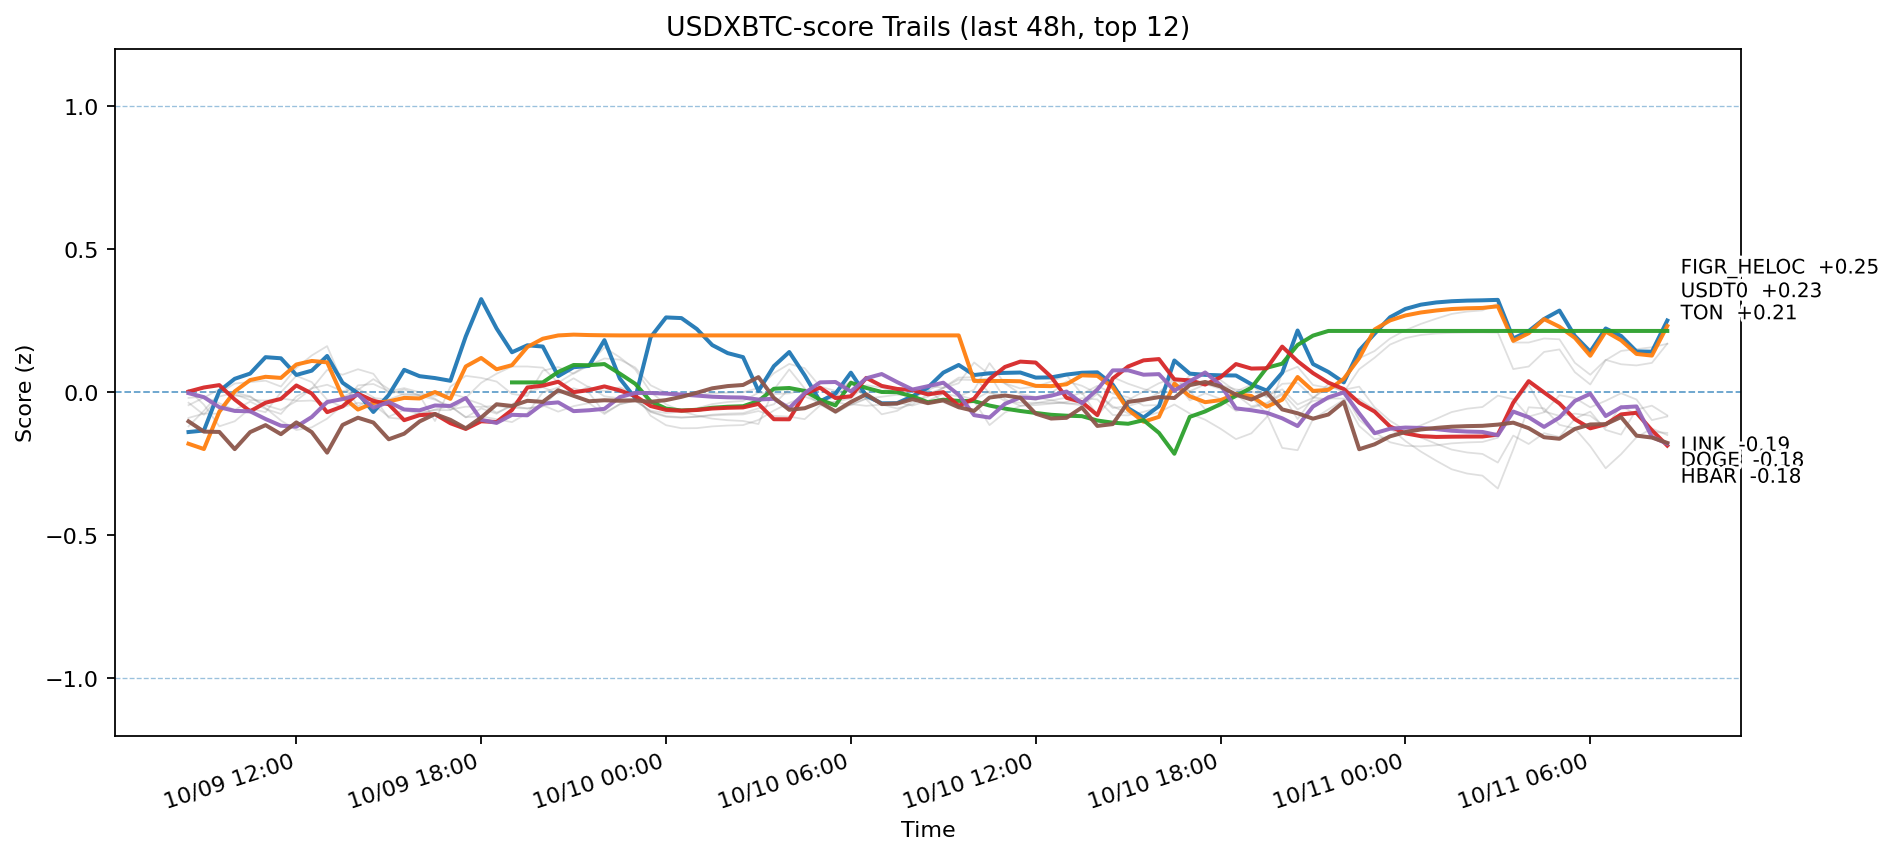 USDXBTC-score Trails (last 48h, top 12)
Score (z)
1.0
0.5
0.0
−0.5
−1.0
FIGR_HELOC +0.25
USDT0 +0.23
TON +0.21
LINK -0.19
DOGE -0.18
HBAR -0.18
10/09 12:00
10/09 18:00
10/10 00:00
10/10 06:00
10/10 12:00
10/10 18:00
10/11 00:00
10/11 06:00
Time